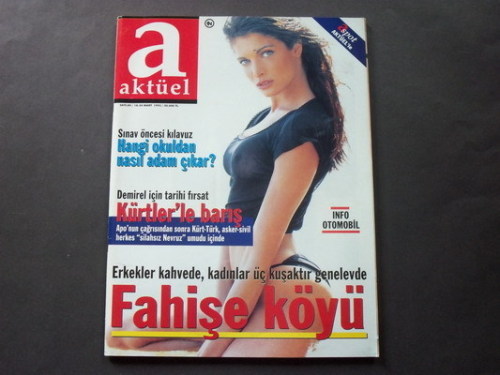 a
aktüel
Sınav öncesi kılavuz
Hangi okuldan
nasıl adam çıkar?
Demirel için tarihi fırsat
Kürtler'le barış
Apo'nun çağrısından sonra Kürt-Türk, asker-sivil
herkes "silahsız Nevruz" umudu içinde
INFO
OTOMOBİL
Erkekler kahvede, kadınlar üç kuşaktır genelevde
Fahişe köyü